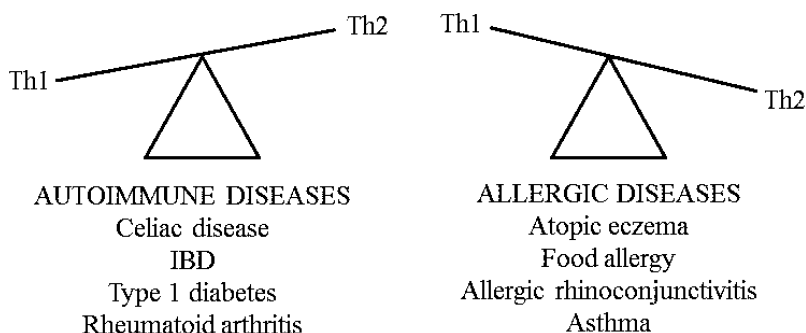 Th2
Th1
AUTOIMMUNE DISEASES
Celiac disease
IBD
Type 1 diabetes
Rheumatoid arthritis
Th1
Th2
ALLERGIC DISEASES
Atopic eczema
Food allergy
Allergic rhinoconjunctivitis
Asthma